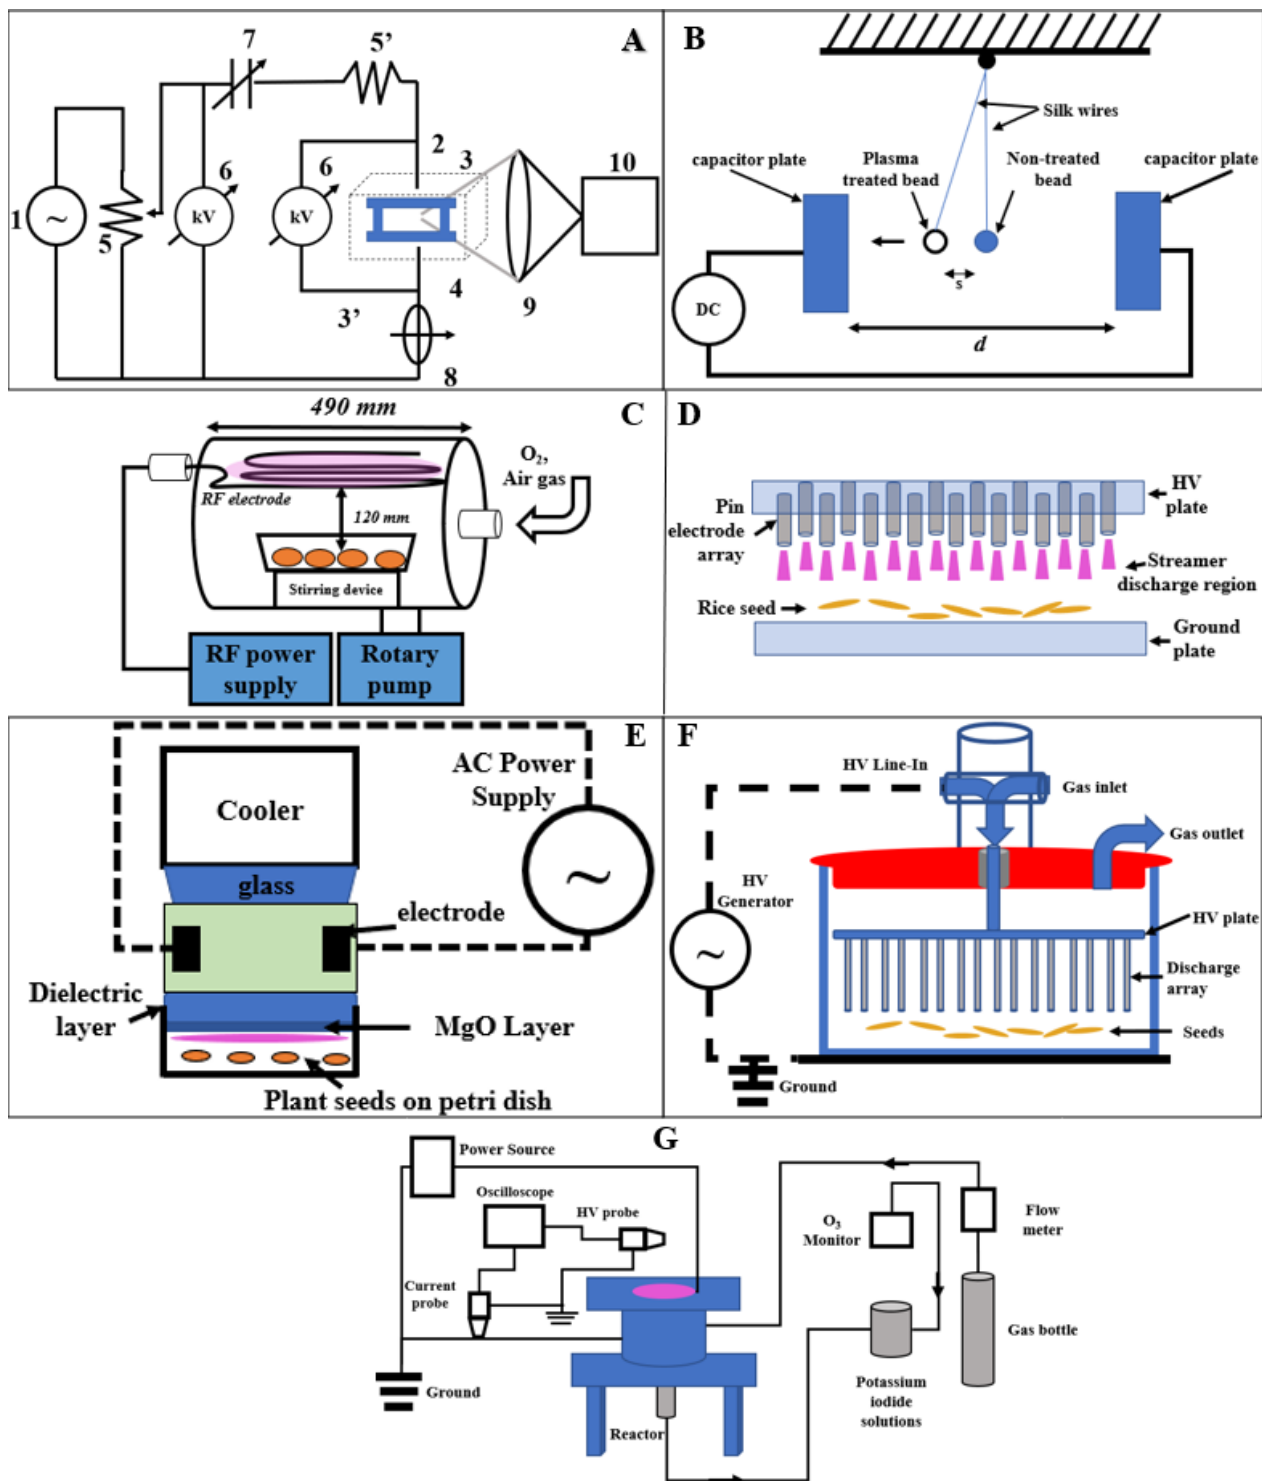 A
7
5’
2
3
6
6
10
1
kV
kV
5
4
9
3’
8
B
Silk wires
capacitor plate
Plasma
treated bead
Non-treated
bead
capacitor plate
s
DC
d
C
490 mm
O2,
Air gas
RF electrode
120 mm
Stirring device
RF power
supply
Rotary
pump
D
HV
plate
Pin
electrode
array
Streamer
discharge region
Rice seed
Ground
plate
E
AC Power
Supply
Cooler
glass
electrode
Dielectric
layer
MgO Layer
Plant seeds on petri dish
F
HV Line-In
Gas inlet
Gas outlet
HV
Generator
HV plate
Discharge
array
Seeds
Ground
G
Power Source
Oscilloscope
HV probe
O3
Monitor
Flow
meter
Current
probe
Gas bottle
Ground
Potassium
iodide
solutions
Reactor